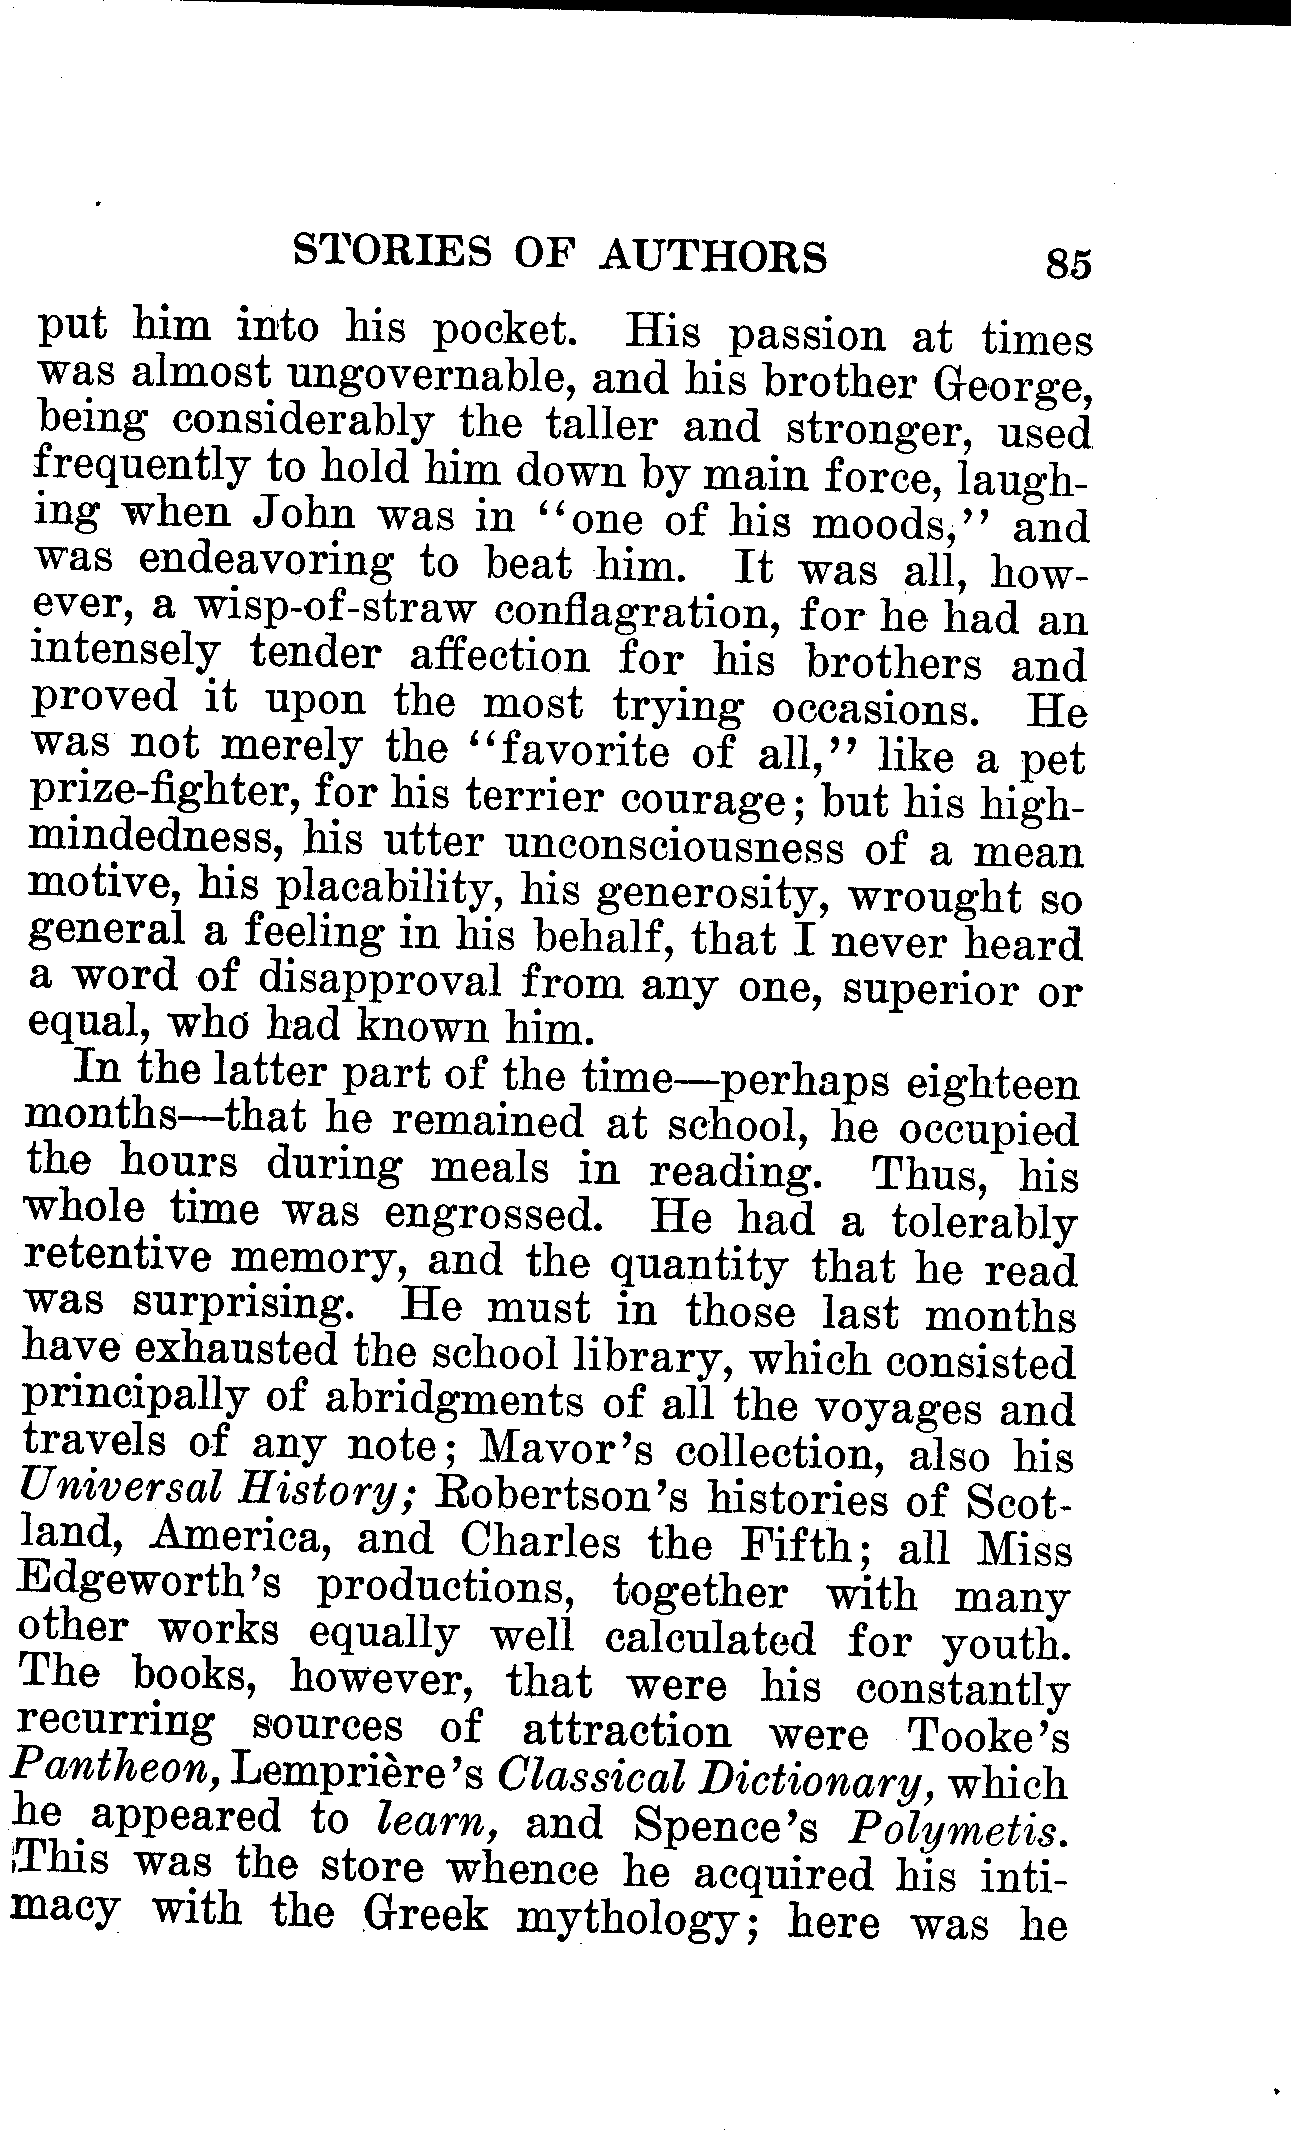 STORIES OF AUTHORS 85
put him into his pocket. His passion at times
was almost ungovernable, and his brother George,
being considerably the taller and stronger, used
frequently to hold him down by main force, laugh-
ing when John was in "one of his moods," and
was endeavoring to beat him. It was all, how-
ever, a wisp-of-straw conflagration, for he had an
intensely tender affection for his brothers and
proved it upon the most trying occasions. He
was not merely the "favorite of all," like a pet
prize-fighter, for his terrier courage; but his high-
mindedness, his utter unconsciousness of a mean
motive, his placability, his generosity, wrought so
general a feeling in his behalf, that I never heard
a word of disapproval from any one, superior or
equal, who had known him.
In the latter part of the time—perhaps eighteen
months—that he remained at school, he occupied
the hours during meals in reading. Thus, his
whole time was engrossed. He had a tolerably
retentive memory, and the quantity that he read
was surprising. He must in those last months
have exhausted the school library, which consisted
principally of abridgments of all the voyages and
travels of any note; Mavor's collection, also his
Universal History; Robertson's histories of Scot-
land, America, and Charles the Fifth; all Miss
Edgeworth's productions, together with many
other works equally well calculated for youth.
The books, however, that were his constantly
recurring sources of attraction were Tooke's
Pantheon, Lemprière's Classical Dictionary, which
he appeared to learn, and Spence's Polymetis.
This was the store whence he acquired his inti-
macy with the Greek mythology; here was he